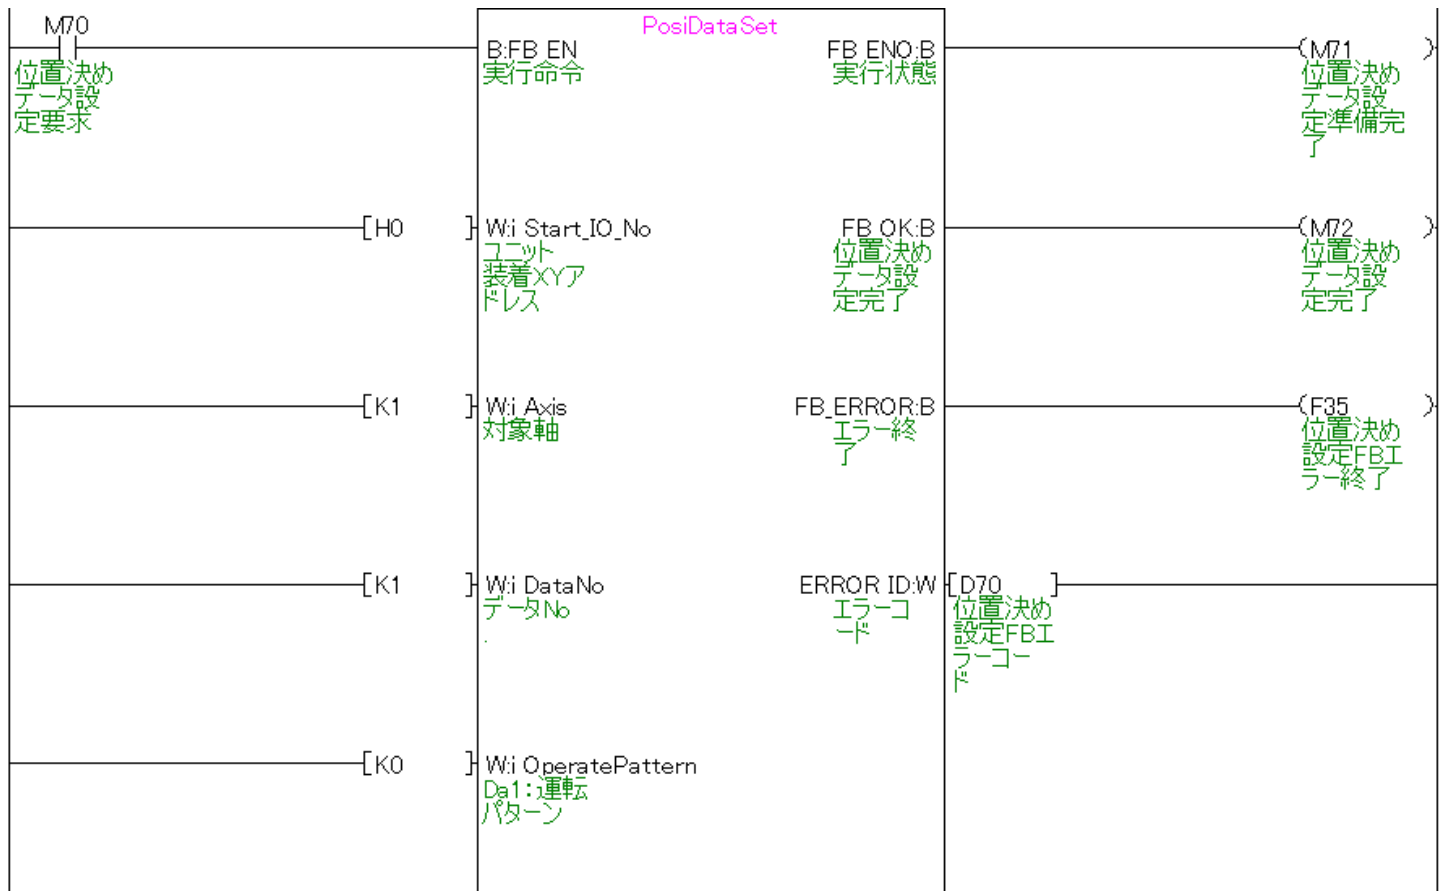 M70
PosiDataSet
B:FB_EN
FB_ENO:B
M71
位置決め
データ設
定要求
実行命令
実行状態
位置決め
データ設
定準備完
了
H0
W:i_Start_IO_No
FB_OK:B
M72
ユニット
装着XYア
ドレス
位置決め
データ設
定完了
位置決め
データ設
定完了
K1
W:i_Axis
FB_ERROR:B
F35
対象軸
エラー終
了
位置決め
設定FBエ
ラー終了
K1
W:i_DataNo
ERROR_ID:W
D70
データNo
.
エラーコ
ード
位置決め
設定FBエ
ラーコー
ド
K0
W:i_OperatePattern
Da1:運転
パターン